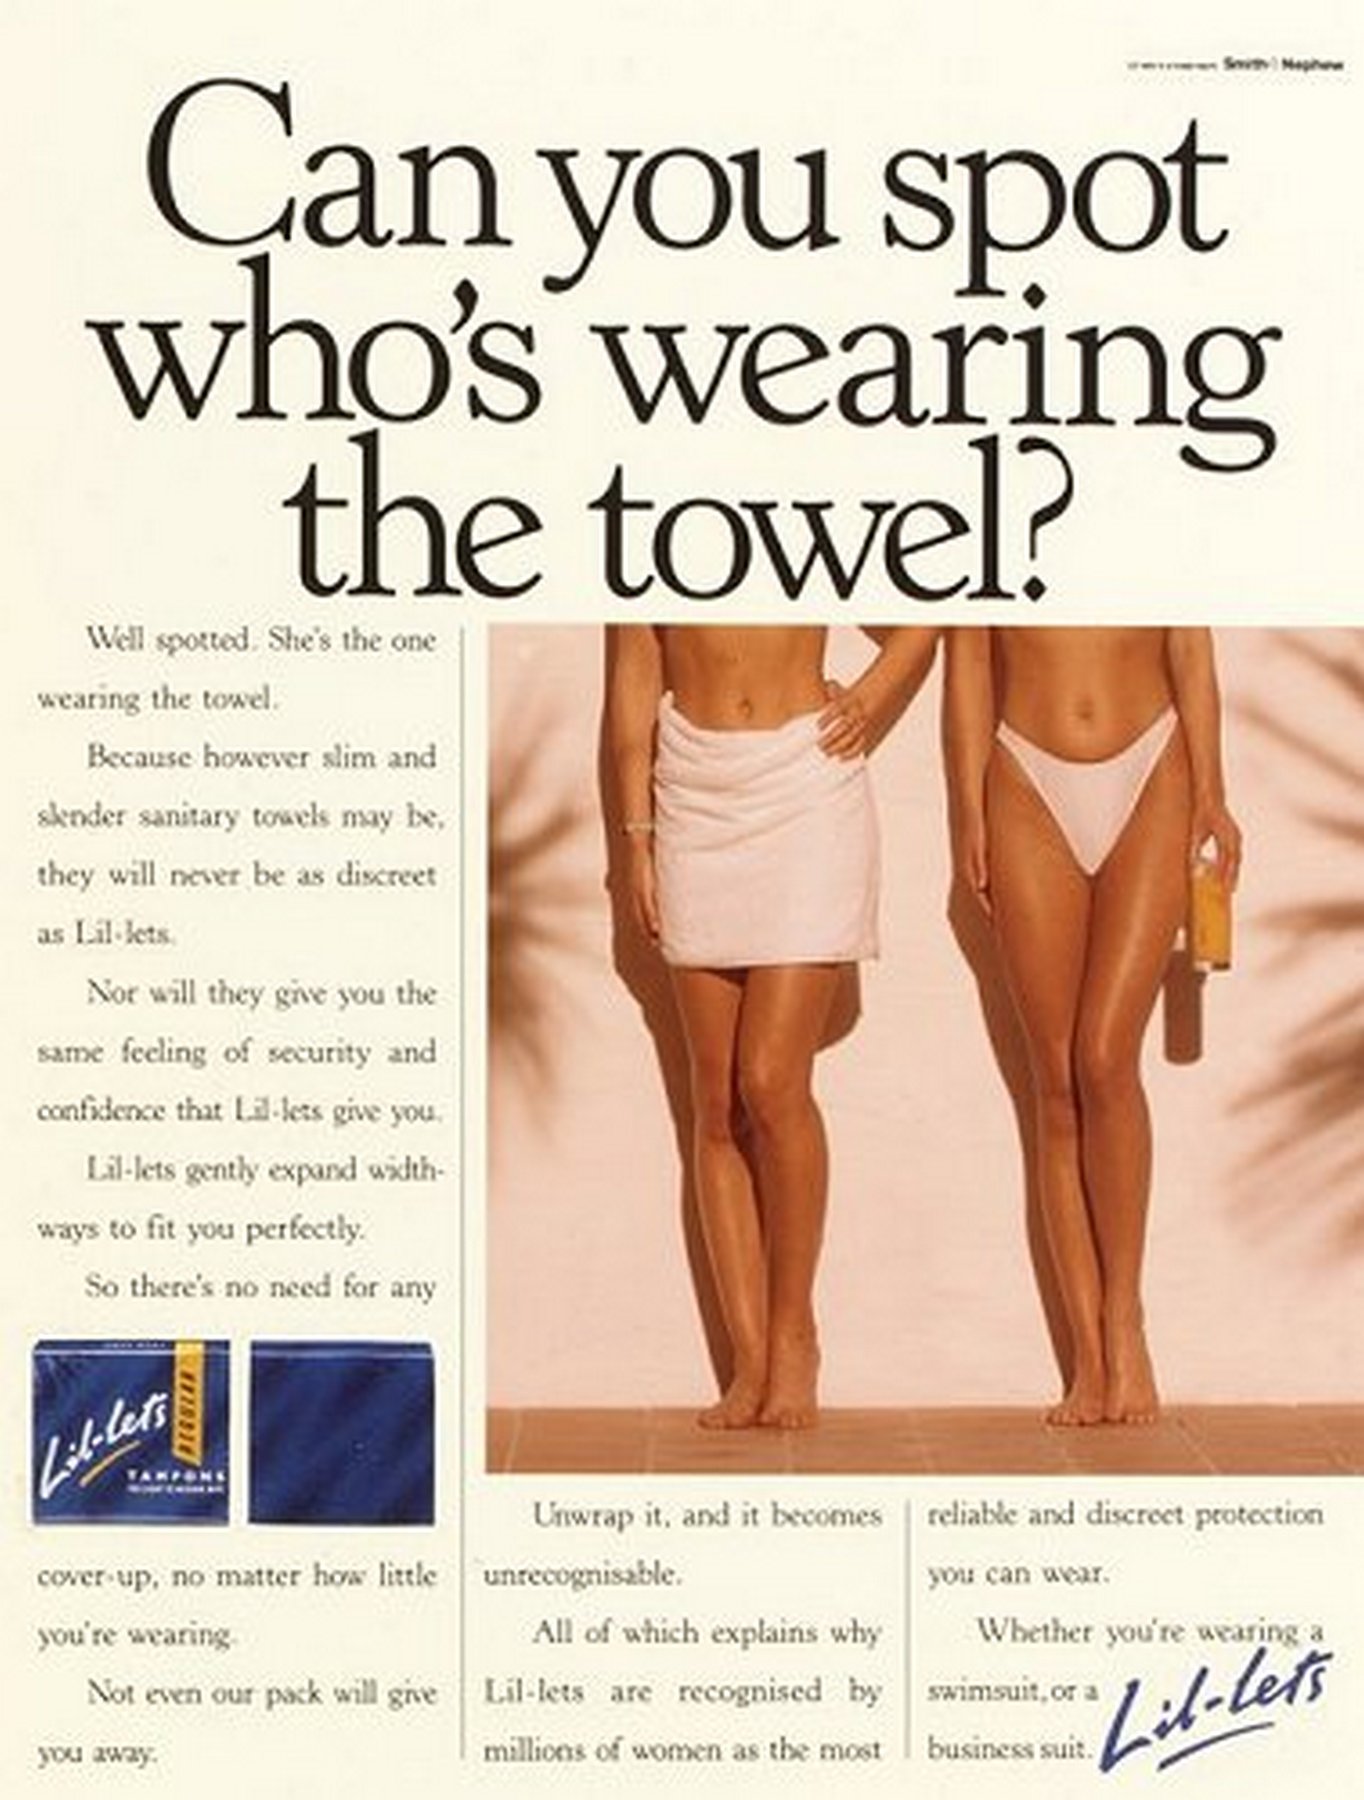 Smith+Nephew
Can you spot
who's wearing
the towel?
Well spotted. She's the one
wearing the towel.
Because however slim and
slender sanitary towels may be,
they will never be as discreet
as Lil-lets.
Nor will they give you the
same feeling of security and
confidence that Lil-lets give you.
Lil-lets gently expand width-
ways to fit you perfectly.
So there's no need for any
Lil-lets
REGULAR
TAMPONS
cover-up, no matter how little
you're wearing.
Not even our pack will give
you away.
Unwrap it, and it becomes
unrecognisable.
All of which explains why
Lil-lets are recognised by
millions of women as the most
reliable and discreet protection
you can wear.
Whether you're wearing a
swimsuit, or a
business suit.
Lil-lets